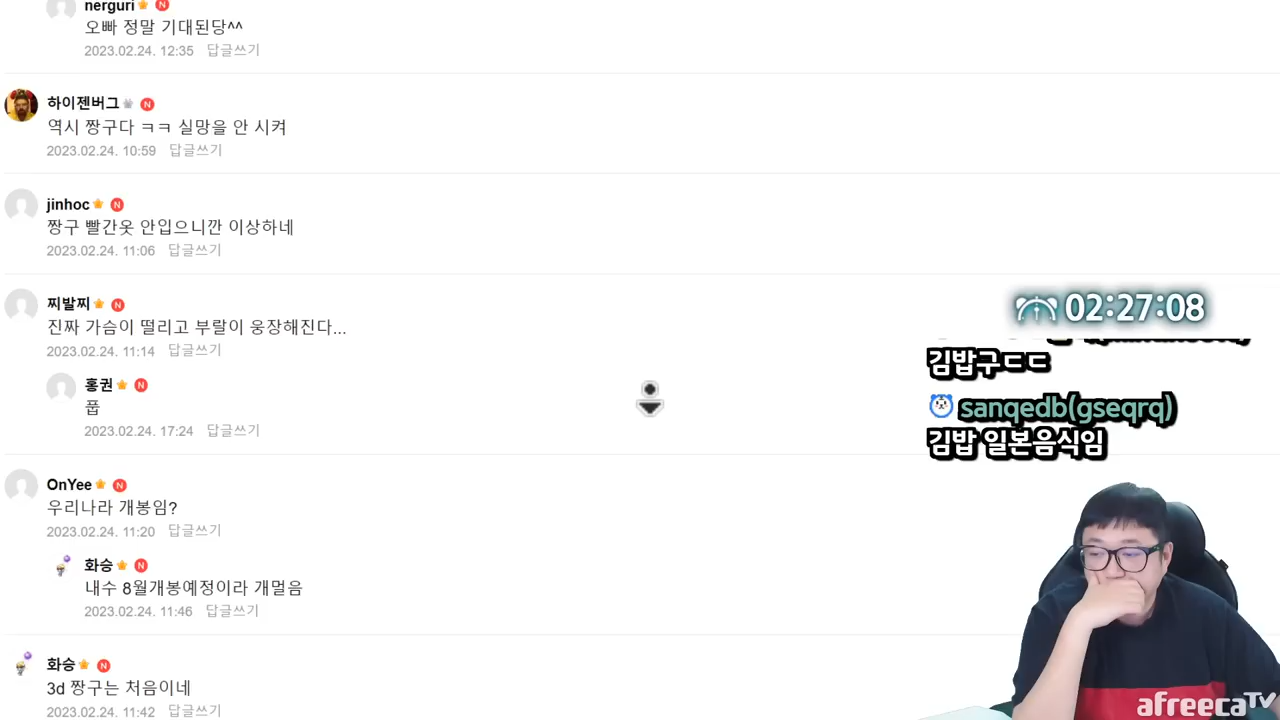 nerguri N
오빠 정말 기대된당^^
2023.02.24. 12:35 답글쓰기
하이젠버그 N
역시 짱구다 ㅋㅋ 실망을 안 시켜
2023.02.24. 10:59 답글쓰기
jinhoc N
짱구 빨간옷 안입으니깐 이상하네
2023.02.24. 11:06 답글쓰기
찌발찌 N
진짜 가슴이 떨리고 부랄이 웅장해진다...
2023.02.24. 11:14 답글쓰기
홍권 N
풉
2023.02.24. 17:24 답글쓰기
OnYee N
우리나라 개봉임?
2023.02.24. 11:20 답글쓰기
화승 N
내수 8월개봉예정이라 개멀음
2023.02.24. 11:46 답글쓰기
화승 N
3d 짱구는 처음이네
2023.02.24. 11:42 답글쓰기
02:27:08
김밥구ㄷㄷ
sanqedb(gseqrq)
김밥 일본음식임
afreecaTV